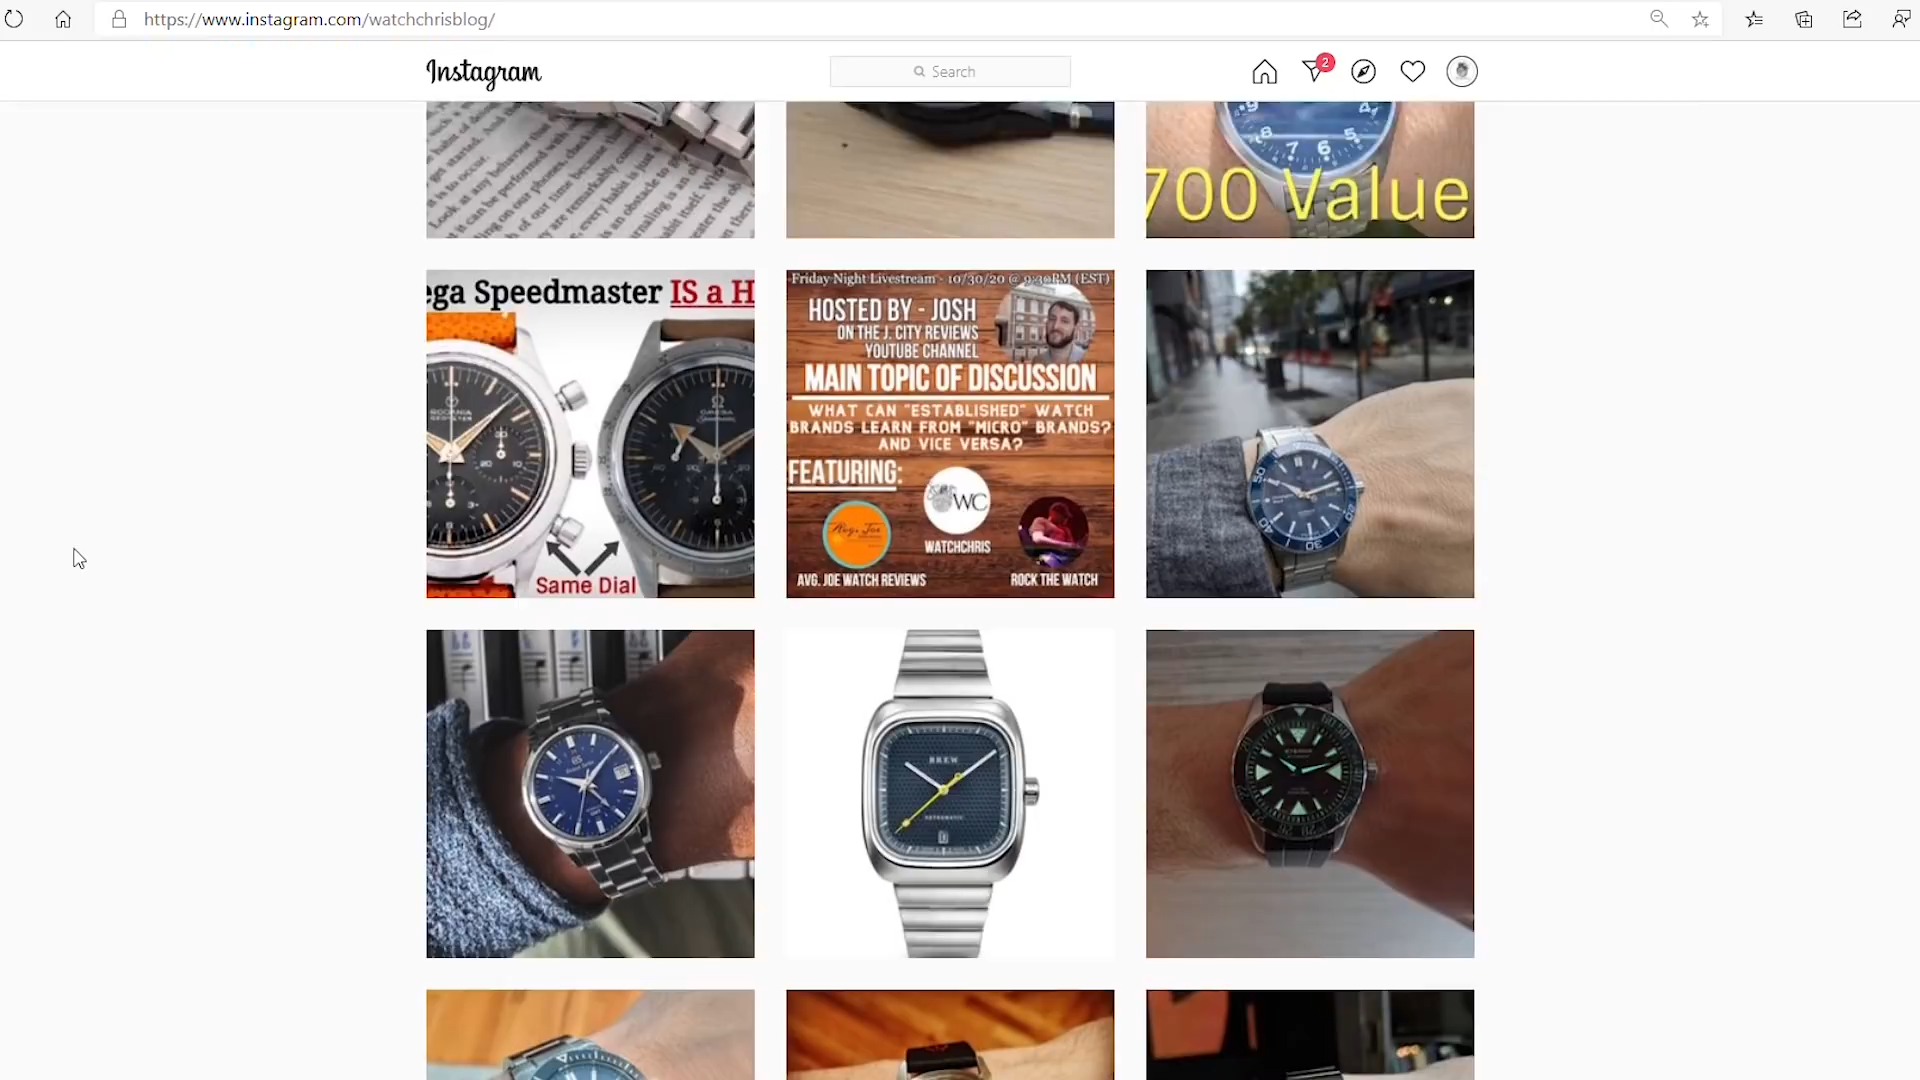 https://www.instagram.com/watchchrisblog/
Instagram
Search
2
700 Value
ega Speedmaster IS a H
Same Dial
Friday Night Livestream - 10/30/20 @ 9:30PM (EST)
HOSTED BY - JOSH
ON THE J. CITY REVIEWS
YOUTUBE CHANNEL
MAIN TOPIC OF DISCUSSION
WHAT CAN "ESTABLISHED" WATCH
BRANDS LEARN FROM "MICRO" BRANDS?
AND VICE VERSA?
FEATURING:
WC
WATCHCHRIS
AVG. JOE WATCH REVIEWS
ROCK THE WATCH
GS
BREW
RETROMATIC